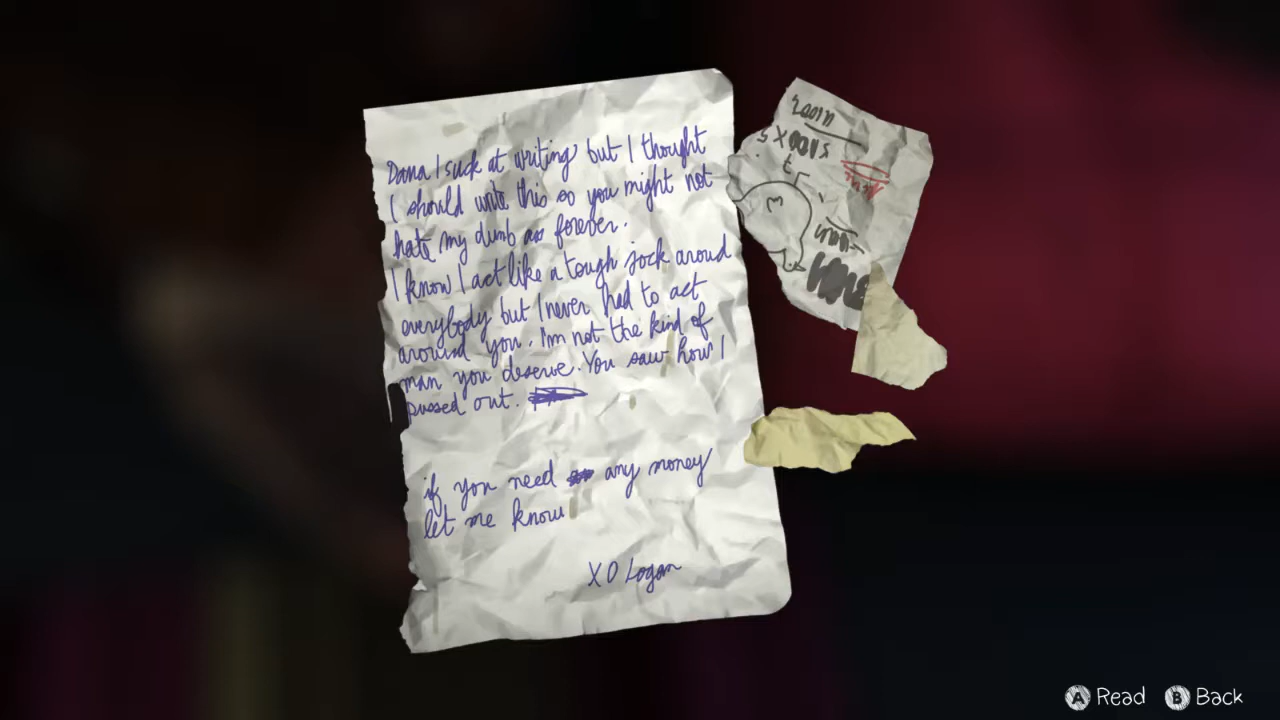 Dana I suck at writing but I thought
I should write this so you might not
hate my dumb ass forever.
I know I act like a tough jock aroud
everybody but I never had to act
around you. I'm not the kind of
man you deserve. You saw how I
pussed out.
if you need any money
let me know
XO Logan
Read
Back